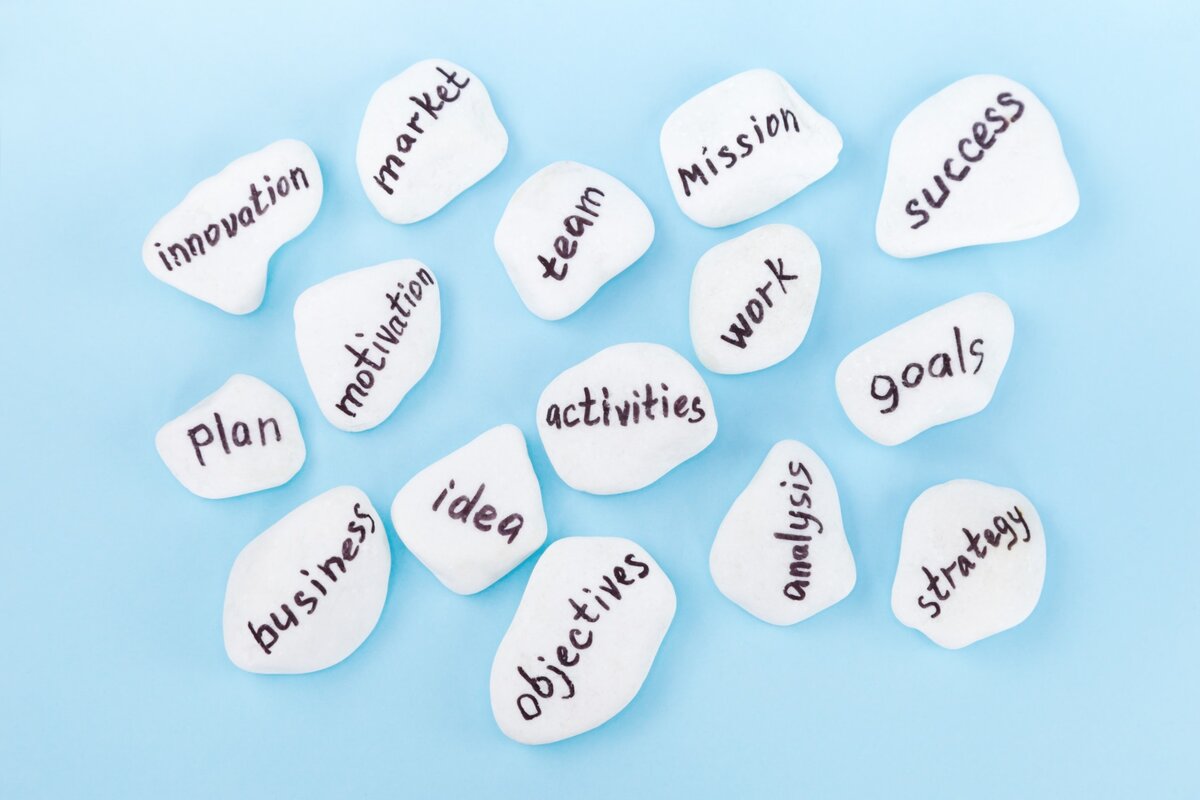 market
Mission
success
innovation
team
work
motivation
goals
activities
plan
idea
analysis
business
strategy
objectives